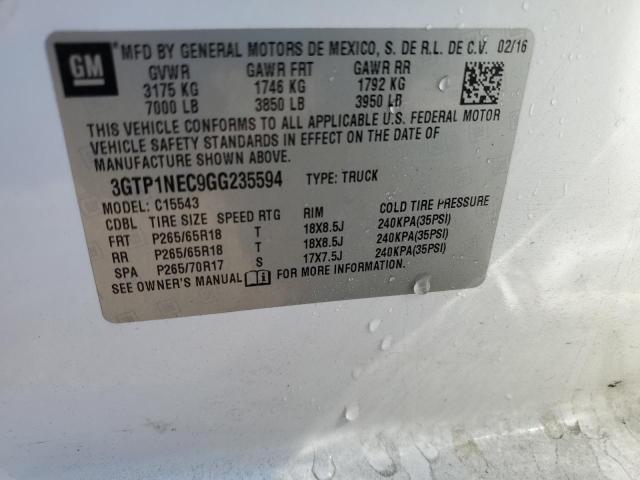 GM
MFD BY GENERAL MOTORS DE MEXICO, S. DE R.L. DE C.V. 02/16
GVWR GAWR FRT GAWR RR
3175 KG 1746 KG 1792 KG
7000 LB 3850 LB 3950 LB
THIS VEHICLE CONFORMS TO ALL APPLICABLE U.S. FEDERAL MOTOR
VEHICLE SAFETY STANDARDS IN EFFECT ON THE DATE OF
MANUFACTURE SHOWN ABOVE.
3GTP1NEC9GG235594 TYPE: TRUCK
MODEL: C15543
CDBL TIRE SIZE SPEED RTG RIM COLD TIRE PRESSURE
FRT P265/65R18 T 18X8.5J 240KPA(35PSI)
RR P265/65R18 T 18X8.5J 240KPA(35PSI)
SPA P265/70R17 S 17X7.5J 240KPA(35PSI)
SEE OWNER'S MANUAL FOR MORE INFORMATION.